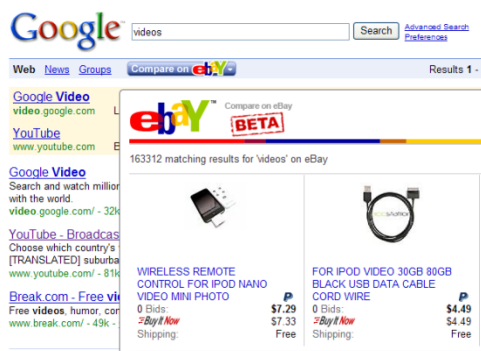 Google
videos
Search
Advanced Search
Preferences
Web News Groups
Compare on ebY
Results 1 -
Google Video
video.google.com L
YouTube
www.youtube.com E
Google Video
Search and watch million
with the world.
video.google.com/ - 32k
YouTube - Broadcas
Choose which country's
[TRANSLATED] suburba
www.youtube.com/ - 81k
Break.com - Free vi
Free videos, humor, cor
www.break.com/ - 49k -
ebaY™
Compare on eBay
BETA
163312 matching results for 'videos' on eBay
WIRELESS REMOTE
CONTROL FOR IPOD NANO
VIDEO MINI PHOTO
0 Bids: $7.29
Buy It Now $7.33
Shipping: Free
FOR IPOD VIDEO 30GB 80GB
BLACK USB DATA CABLE
CORD WIRE
0 Bids: $4.49
Buy It Now $4.49
Shipping: Free